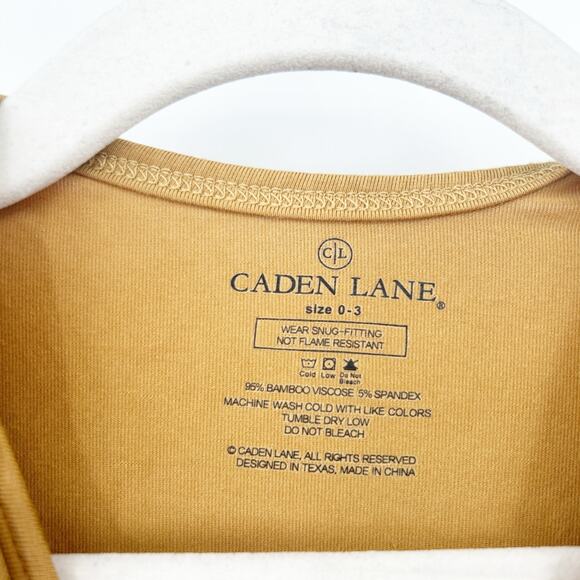 C|L
CADEN LANE®
size 0-3
WEAR SNUG-FITTING
NOT FLAME RESISTANT
Cold Low Do Not
Bleach
95% BAMBOO VISCOSE 5% SPANDEX
MACHINE WASH COLD WITH LIKE COLORS
TUMBLE DRY LOW
DO NOT BLEACH
© CADEN LANE, ALL RIGHTS RESERVED
DESIGNED IN TEXAS, MADE IN CHINA